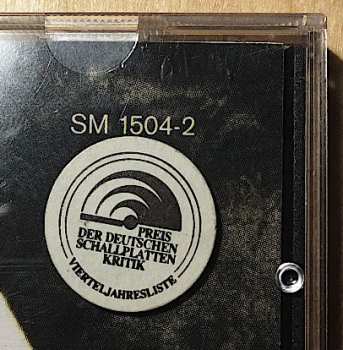 SM 1504-2
PREIS
DER DEUTSCHEN
SCHALLPLATTEN
KRITIK
VIERTELJAHRESLISTE